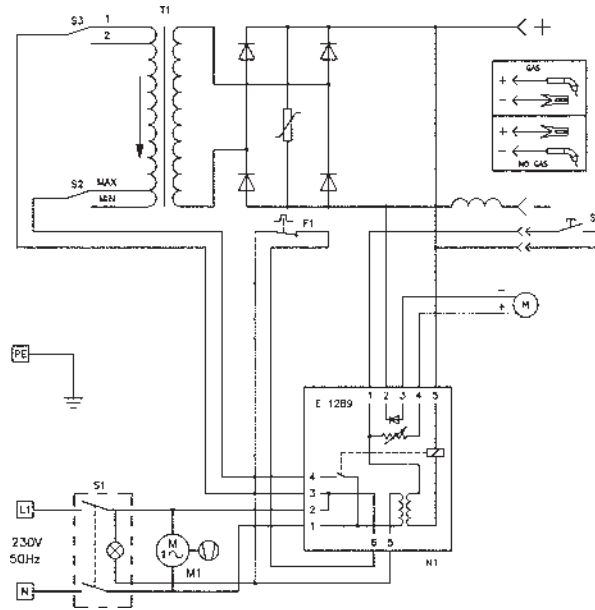 S3
1
2
T1
+
GAS
+
-
+
-
NO GAS
S2
MAX
MIN
F1
-
S
-
+
M
PE
1 2 3 4 5
E 1289
4
3
2
1
6 5
N1
S1
L1
230V
50Hz
N
M
1~
M1